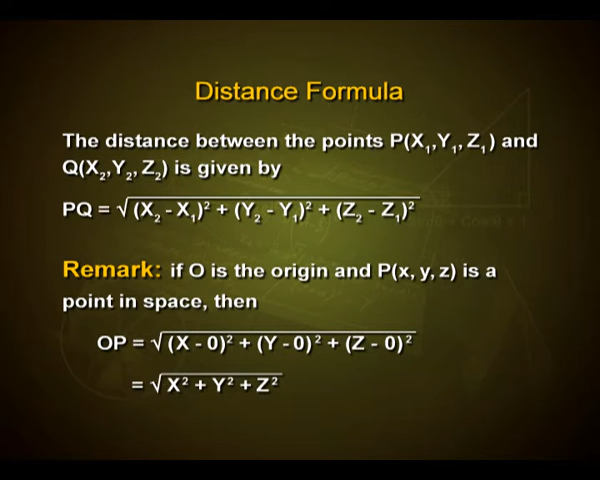 Distance Formula
The distance between the points P(X₁,Y₁,Z₁) and
Q(X₂,Y₂,Z₂) is given by
PQ = √(X₂ - X₁)² + (Y₂ - Y₁)² + (Z₂ - Z₁)²
Remark: if O is the origin and P(x, y, z) is a
point in space, then
OP = √(X - 0)² + (Y - 0)² + (Z - 0)²
= √X² + Y² + Z²